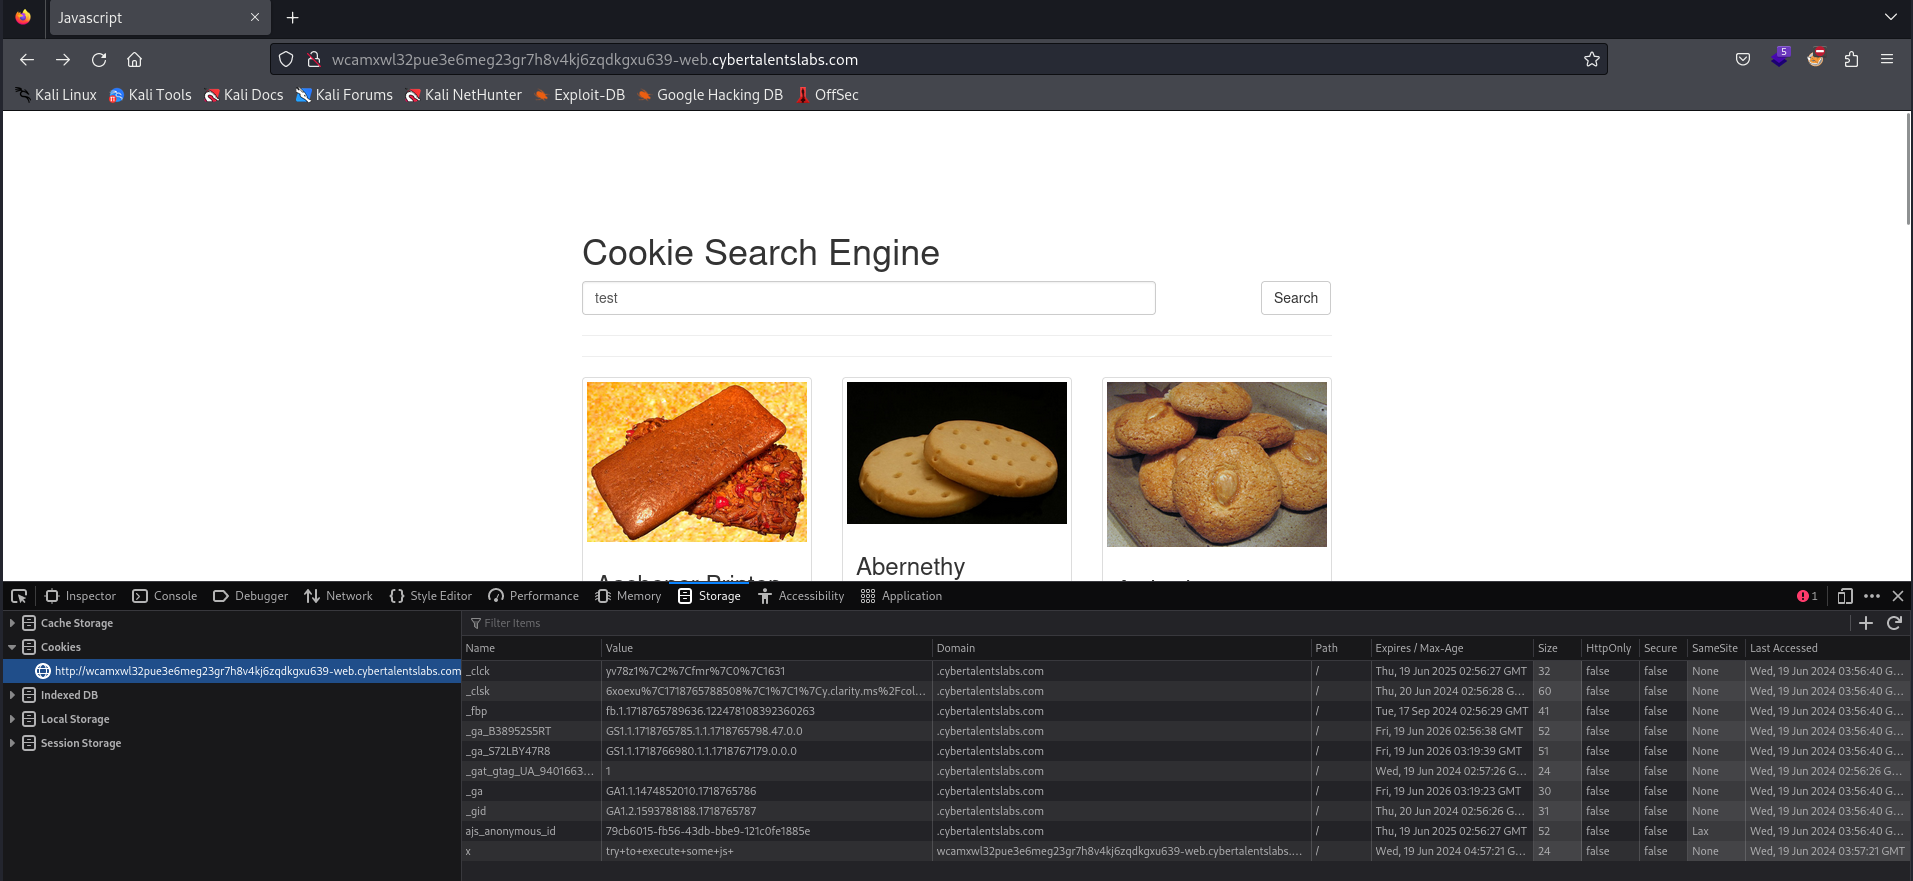 Javascript
wcamxwl32pue3e6meg23gr7h8v4kj6zqdkgxu639-web.cybertalentslabs.com
5
Kali Linux Kali Tools Kali Docs Kali Forums Kali NetHunter Exploit-DB Google Hacking DB OffSec
Cookie Search Engine
test Search
Abernethy
Inspector Console Debugger Network Style Editor Performance Memory Storage Accessibility Application 1
Cache Storage
Cookies
http://wcamxwl32pue3e6meg23gr7h8v4kj6zqdkgxu639-web.cybertalentslabs.com
Indexed DB
Local Storage
Session Storage
Filter Items
Name Value Domain Path Expires / Max-Age Size HttpOnly Secure SameSite Last Accessed
_clck yv78z1%7C2%7Cfmr%7C0%7C1631 .cybertalentslabs.com / Thu, 19 Jun 2025 02:56:27 GMT 32 false false None Wed, 19 Jun 2024 03:56:40 G...
_clsk 6xoexu%7C1718765788508%7C1%7C1%7Cy.clarity.ms%2Fcol... .cybertalentslabs.com / Thu, 20 Jun 2024 02:56:28 G... 60 false false None Wed, 19 Jun 2024 03:56:40 G...
_fbp fb.1.1718765789636.122478108392360263 .cybertalentslabs.com / Tue, 17 Sep 2024 02:56:29 GMT 41 false false None Wed, 19 Jun 2024 03:56:40 G...
_ga_B38952S5RT GS1.1.1718765785.1.1.1718765798.47.0.0 .cybertalentslabs.com / Fri, 19 Jun 2026 02:56:38 GMT 52 false false None Wed, 19 Jun 2024 03:56:40 G...
_ga_S72LBY47R8 GS1.1.1718766980.1.1.1718767179.0.0.0 .cybertalentslabs.com / Fri, 19 Jun 2026 03:19:39 GMT 51 false false None Wed, 19 Jun 2024 03:56:40 G...
_gat_gtag_UA_9401663... 1 .cybertalentslabs.com / Wed, 19 Jun 2024 02:57:26 G... 24 false false None Wed, 19 Jun 2024 02:56:26 G...
_ga GA1.1.1474852010.1718765786 .cybertalentslabs.com / Fri, 19 Jun 2026 03:19:23 GMT 30 false false None Wed, 19 Jun 2024 03:56:40 G...
_gid GA1.2.1593788188.1718765787 .cybertalentslabs.com / Thu, 20 Jun 2024 02:56:26 G... 31 false false None Wed, 19 Jun 2024 03:56:40 G...
ajs_anonymous_id 79cb6015-fb56-43db-bbe9-121c0fe1885e .cybertalentslabs.com / Thu, 19 Jun 2025 02:56:27 GMT 52 false false Lax Wed, 19 Jun 2024 03:56:40 G...
x try+to+execute+some+js+ wcamxwl32pue3e6meg23gr7h8v4kj6zqdkgxu639-web.cybertalentslabs.... / Wed, 19 Jun 2024 04:57:21 G... 24 false false None Wed, 19 Jun 2024 03:57:21 GMT